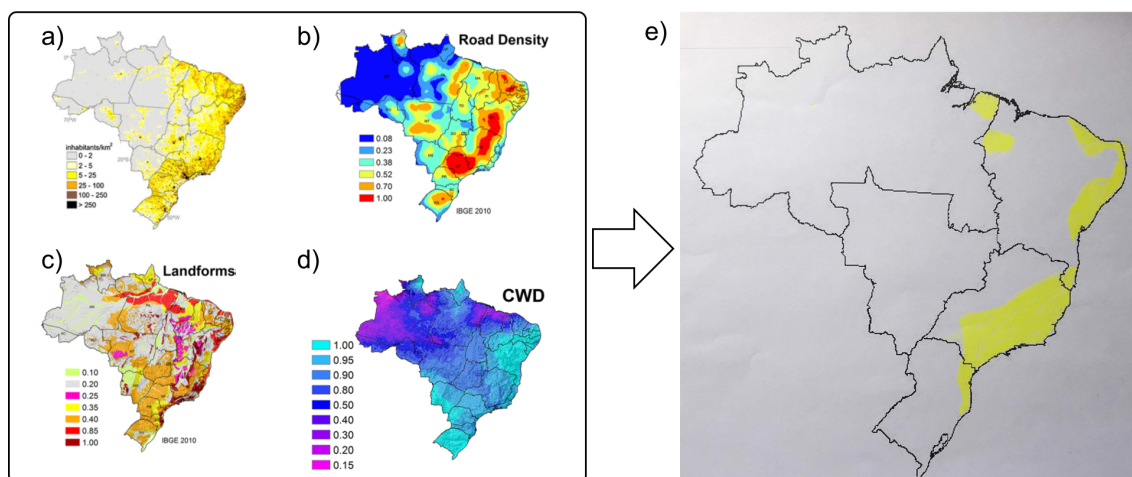 a)
inhabitants/km²
0 - 2
2 - 5
5 - 25
25 - 100
100 - 250
> 250
b)
Road Density
0.08
0.23
0.38
0.52
0.70
1.00
IBGE 2010
c)
Landforms
0.10
0.20
0.25
0.35
0.40
0.85
1.00
IBGE 2010
d)
CWD
1.00
0.95
0.90
0.80
0.50
0.40
0.30
0.20
0.15
e)